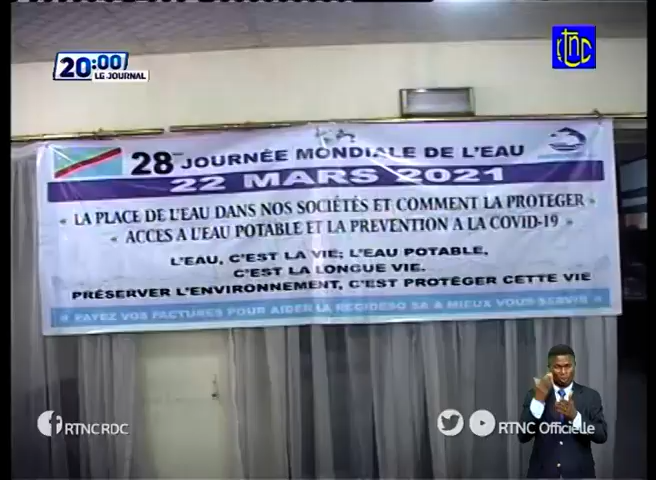 20:00
LE JOURNAL
rtnc
28ème JOURNÉE MONDIALE DE L'EAU
22 MARS 2021
« LA PLACE DE L'EAU DANS NOS SOCIÉTÉS ET COMMENT LA PROTEGER »
« ACCES A L'EAU POTABLE ET LA PREVENTION A LA COVID-19 »
L'EAU, C'EST LA VIE; L'EAU POTABLE,
C'EST LA LONGUE VIE.
PRÉSERVER L'ENVIRONNEMENT, C'EST PROTÉGER CETTE VIE
« PAYEZ VOS FACTURES POUR AIDER LA REGIDESO SA A MIEUX VOUS SERVIR »
RTNCRDC
RTNC Officielle